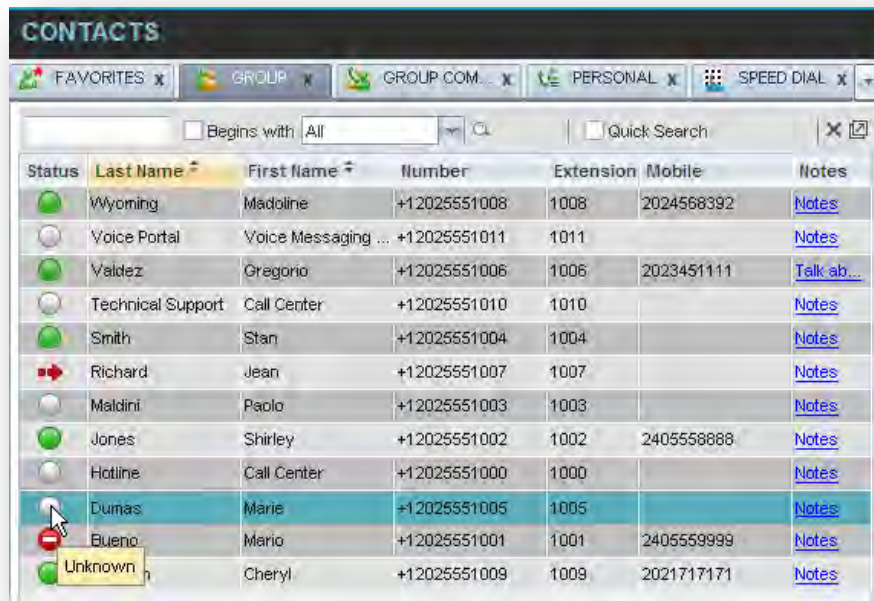 CONTACTS
FAVORITES x GROUP x GROUP COM... x PERSONAL x SPEED DIAL x
Begins with All Quick Search
Status Last Name First Name Number Extension Mobile Notes
Wyoming Madoline +12025551008 1008 2024568392 Notes
Voice Portal Voice Messaging ... +12025551011 1011 Notes
Valdez Gregorio +12025551006 1006 2023451111 Talk ab...
Technical Support Call Center +12025551010 1010 Notes
Smith Stan +12025551004 1004 Notes
Richard Jean +12025551007 1007 Notes
Maldini Paolo +12025551003 1003 Notes
Jones Shirley +12025551002 1002 2405558888 Notes
Hotline Call Center +12025551000 1000 Notes
Dumas Marie +12025551005 1005 Notes
Bueno Mario +12025551001 1001 2405559999 Notes
Unknown
Cheryl +12025551009 1009 2021717171 Notes